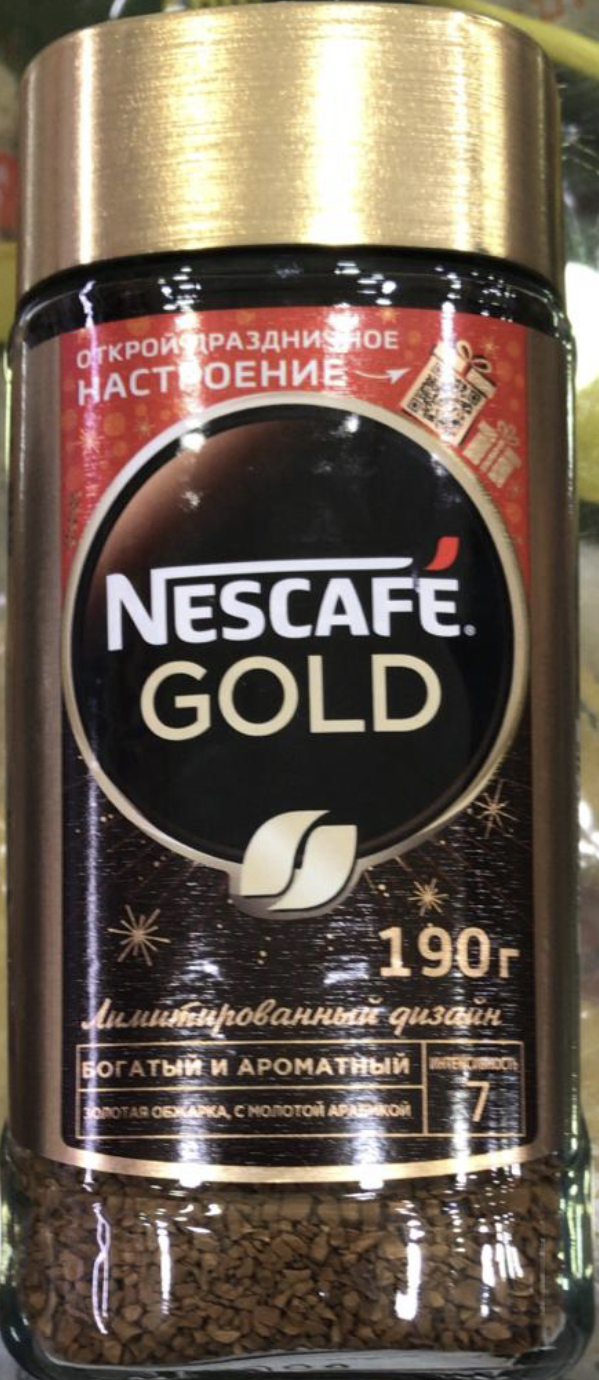 ОТКРОЙ ПРАЗДНИЧНОЕ
НАСТРОЕНИЕ
NESCAFÉ®
GOLD
190г
Лимитированный дизайн
БОГАТЫЙ И АРОМАТНЫЙ
ИНТЕНСИВНОСТЬ
7
ЗОЛОТАЯ ОБЖАРКА, С МОЛОТОЙ АРАБИКОЙ